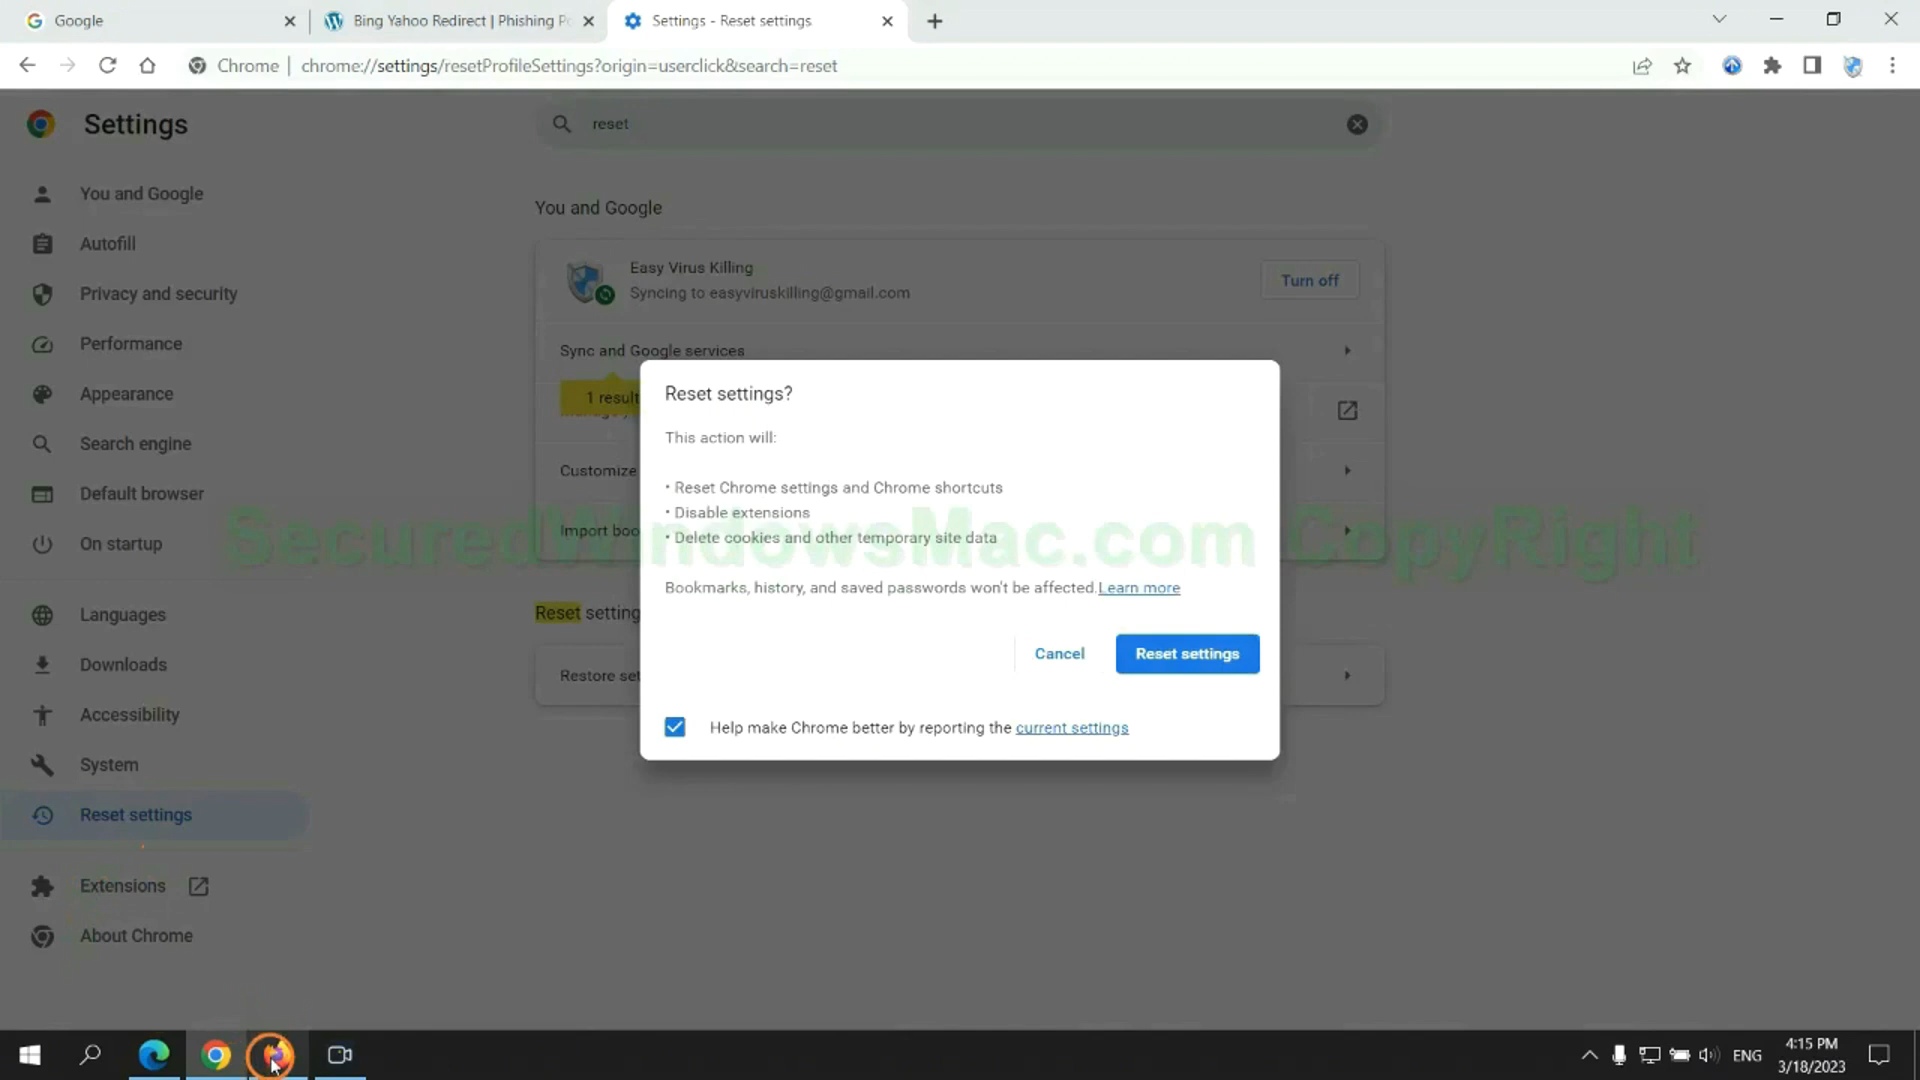 Google
Bing Yahoo Redirect | Phishing P
Settings - Reset settings
Chrome | chrome://settings/resetProfileSettings?origin=userclick&search=reset
Settings
reset
You and Google
Autofill
Privacy and security
Performance
Appearance
Search engine
Default browser
On startup
Languages
Downloads
Accessibility
System
Reset settings
Extensions
About Chrome
You and Google
Easy Virus Killing
Syncing to easyviruskilling@gmail.com
Turn off
Sync and Google services
1 result
Customize
Import boo
Reset setting
Restore set
Reset settings?
This action will:
• Reset Chrome settings and Chrome shortcuts
• Disable extensions
• Delete cookies and other temporary site data
Bookmarks, history, and saved passwords won't be affected. Learn more
Cancel
Reset settings
Help make Chrome better by reporting the current settings
SecuredWindowsMac.com CopyRight
ENG
4:15 PM
3/18/2023